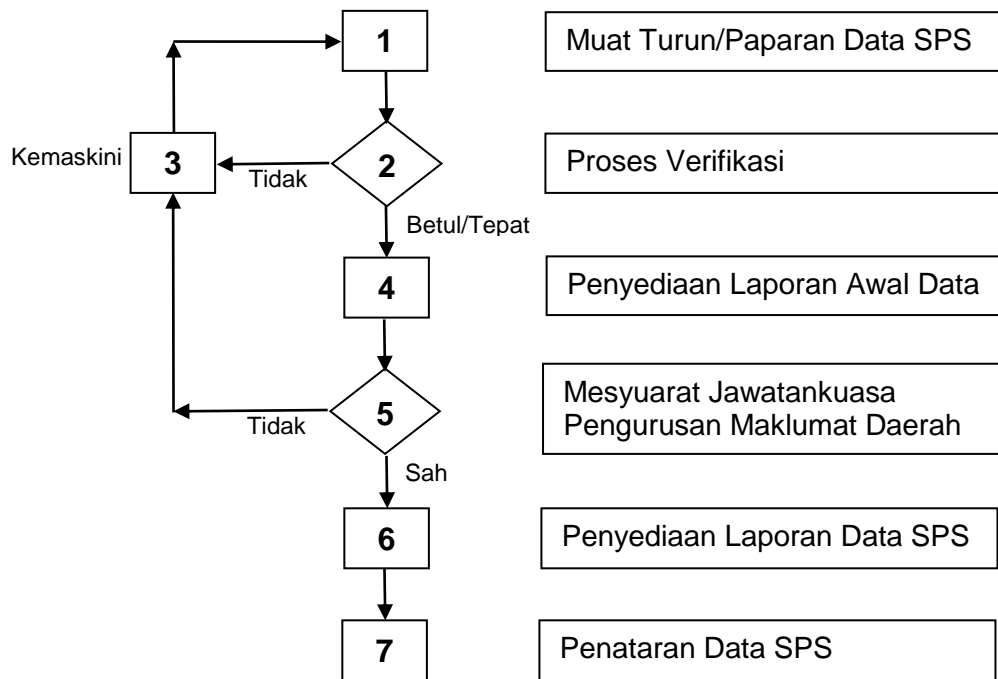 1
Muat Turun/Paparan Data SPS
Kemaskini
3
2
Tidak
Proses Verifikasi
Betul/Tepat
4
Penyediaan Laporan Awal Data
5
Tidak
Mesyuarat Jawatankuasa
Pengurusan Maklumat Daerah
Sah
6
Penyediaan Laporan Data SPS
7
Penataran Data SPS